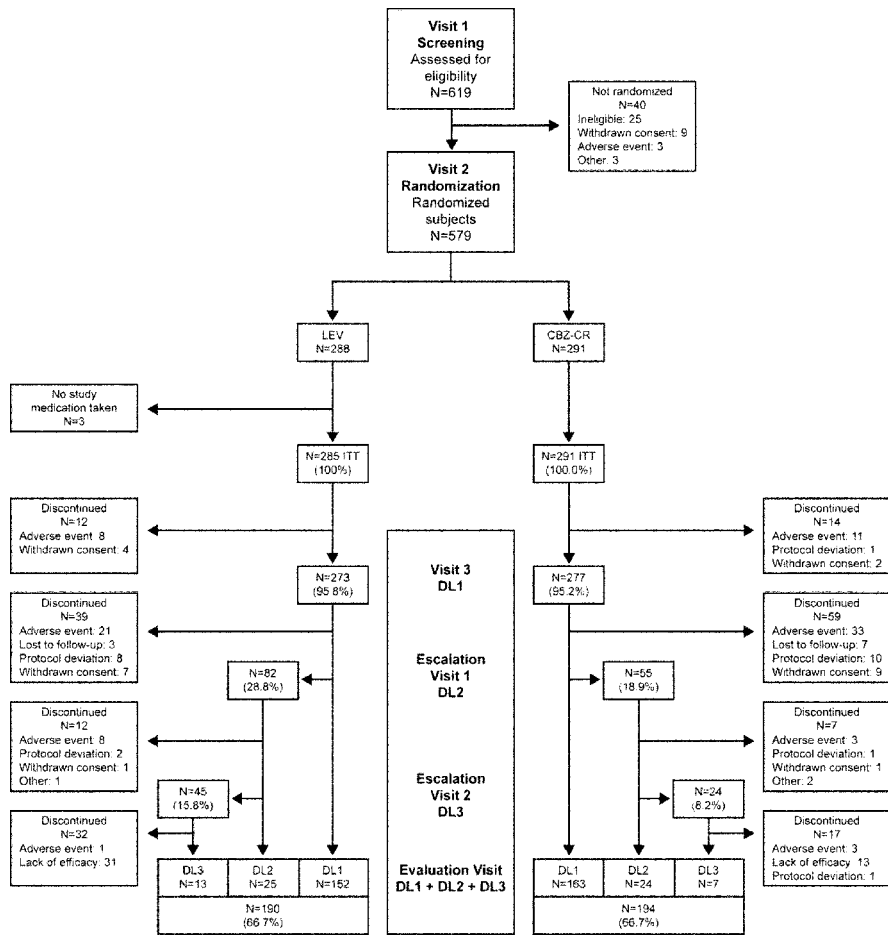 Visit 1
Screening
Assessed for
eligibility
N=619
Not randomized
N=40
Ineligible: 25
Withdrawn consent: 9
Adverse event: 3
Other: 3
Visit 2
Randomization
Randomized
subjects
N=579
LEV
N=288
CBZ-CR
N=291
No study
medication taken
N=3
N=285 ITT
(100%)
N=291 ITT
(100.0%)
Discontinued
N=12
Adverse event 8
Withdrawn consent: 4
Discontinued
N=14
Adverse event: 11
Protocol deviation: 1
Withdrawn consent: 2
N=273
(95.8%)
Visit 3
DL1
N=277
(95.2%)
Discontinued
N=39
Adverse event: 21
Lost to follow-up: 3
Protocol deviation: 8
Withdrawn consent: 7
Discontinued
N=59
Adverse event: 33
Lost to follow-up: 7
Protocol deviation: 10
Withdrawn consent: 9
N=82
(28.8%)
Escalation
Visit 1
DL2
N=55
(18.9%)
Discontinued
N=12
Adverse event: 8
Protocol deviation: 2
Withdrawn consent: 1
Other: 1
Discontinued
N=7
Adverse event: 3
Protocol deviation: 1
Withdrawn consent: 1
Other: 2
N=45
(15.8%)
Escalation
Visit 2
DL3
N=24
(8.2%)
Discontinued
N=32
Adverse event: 1
Lack of efficacy: 31
Discontinued
N=17
Adverse event: 3
Lack of efficacy: 13
Protocol deviation: 1
DL3
N=13
DL2
N=25
DL1
N=152
Evaluation Visit
DL1 + DL2 + DL3
DL1
N=163
DL2
N=24
DL3
N=7
N=190
(66.7%)
N=194
(66.7%)